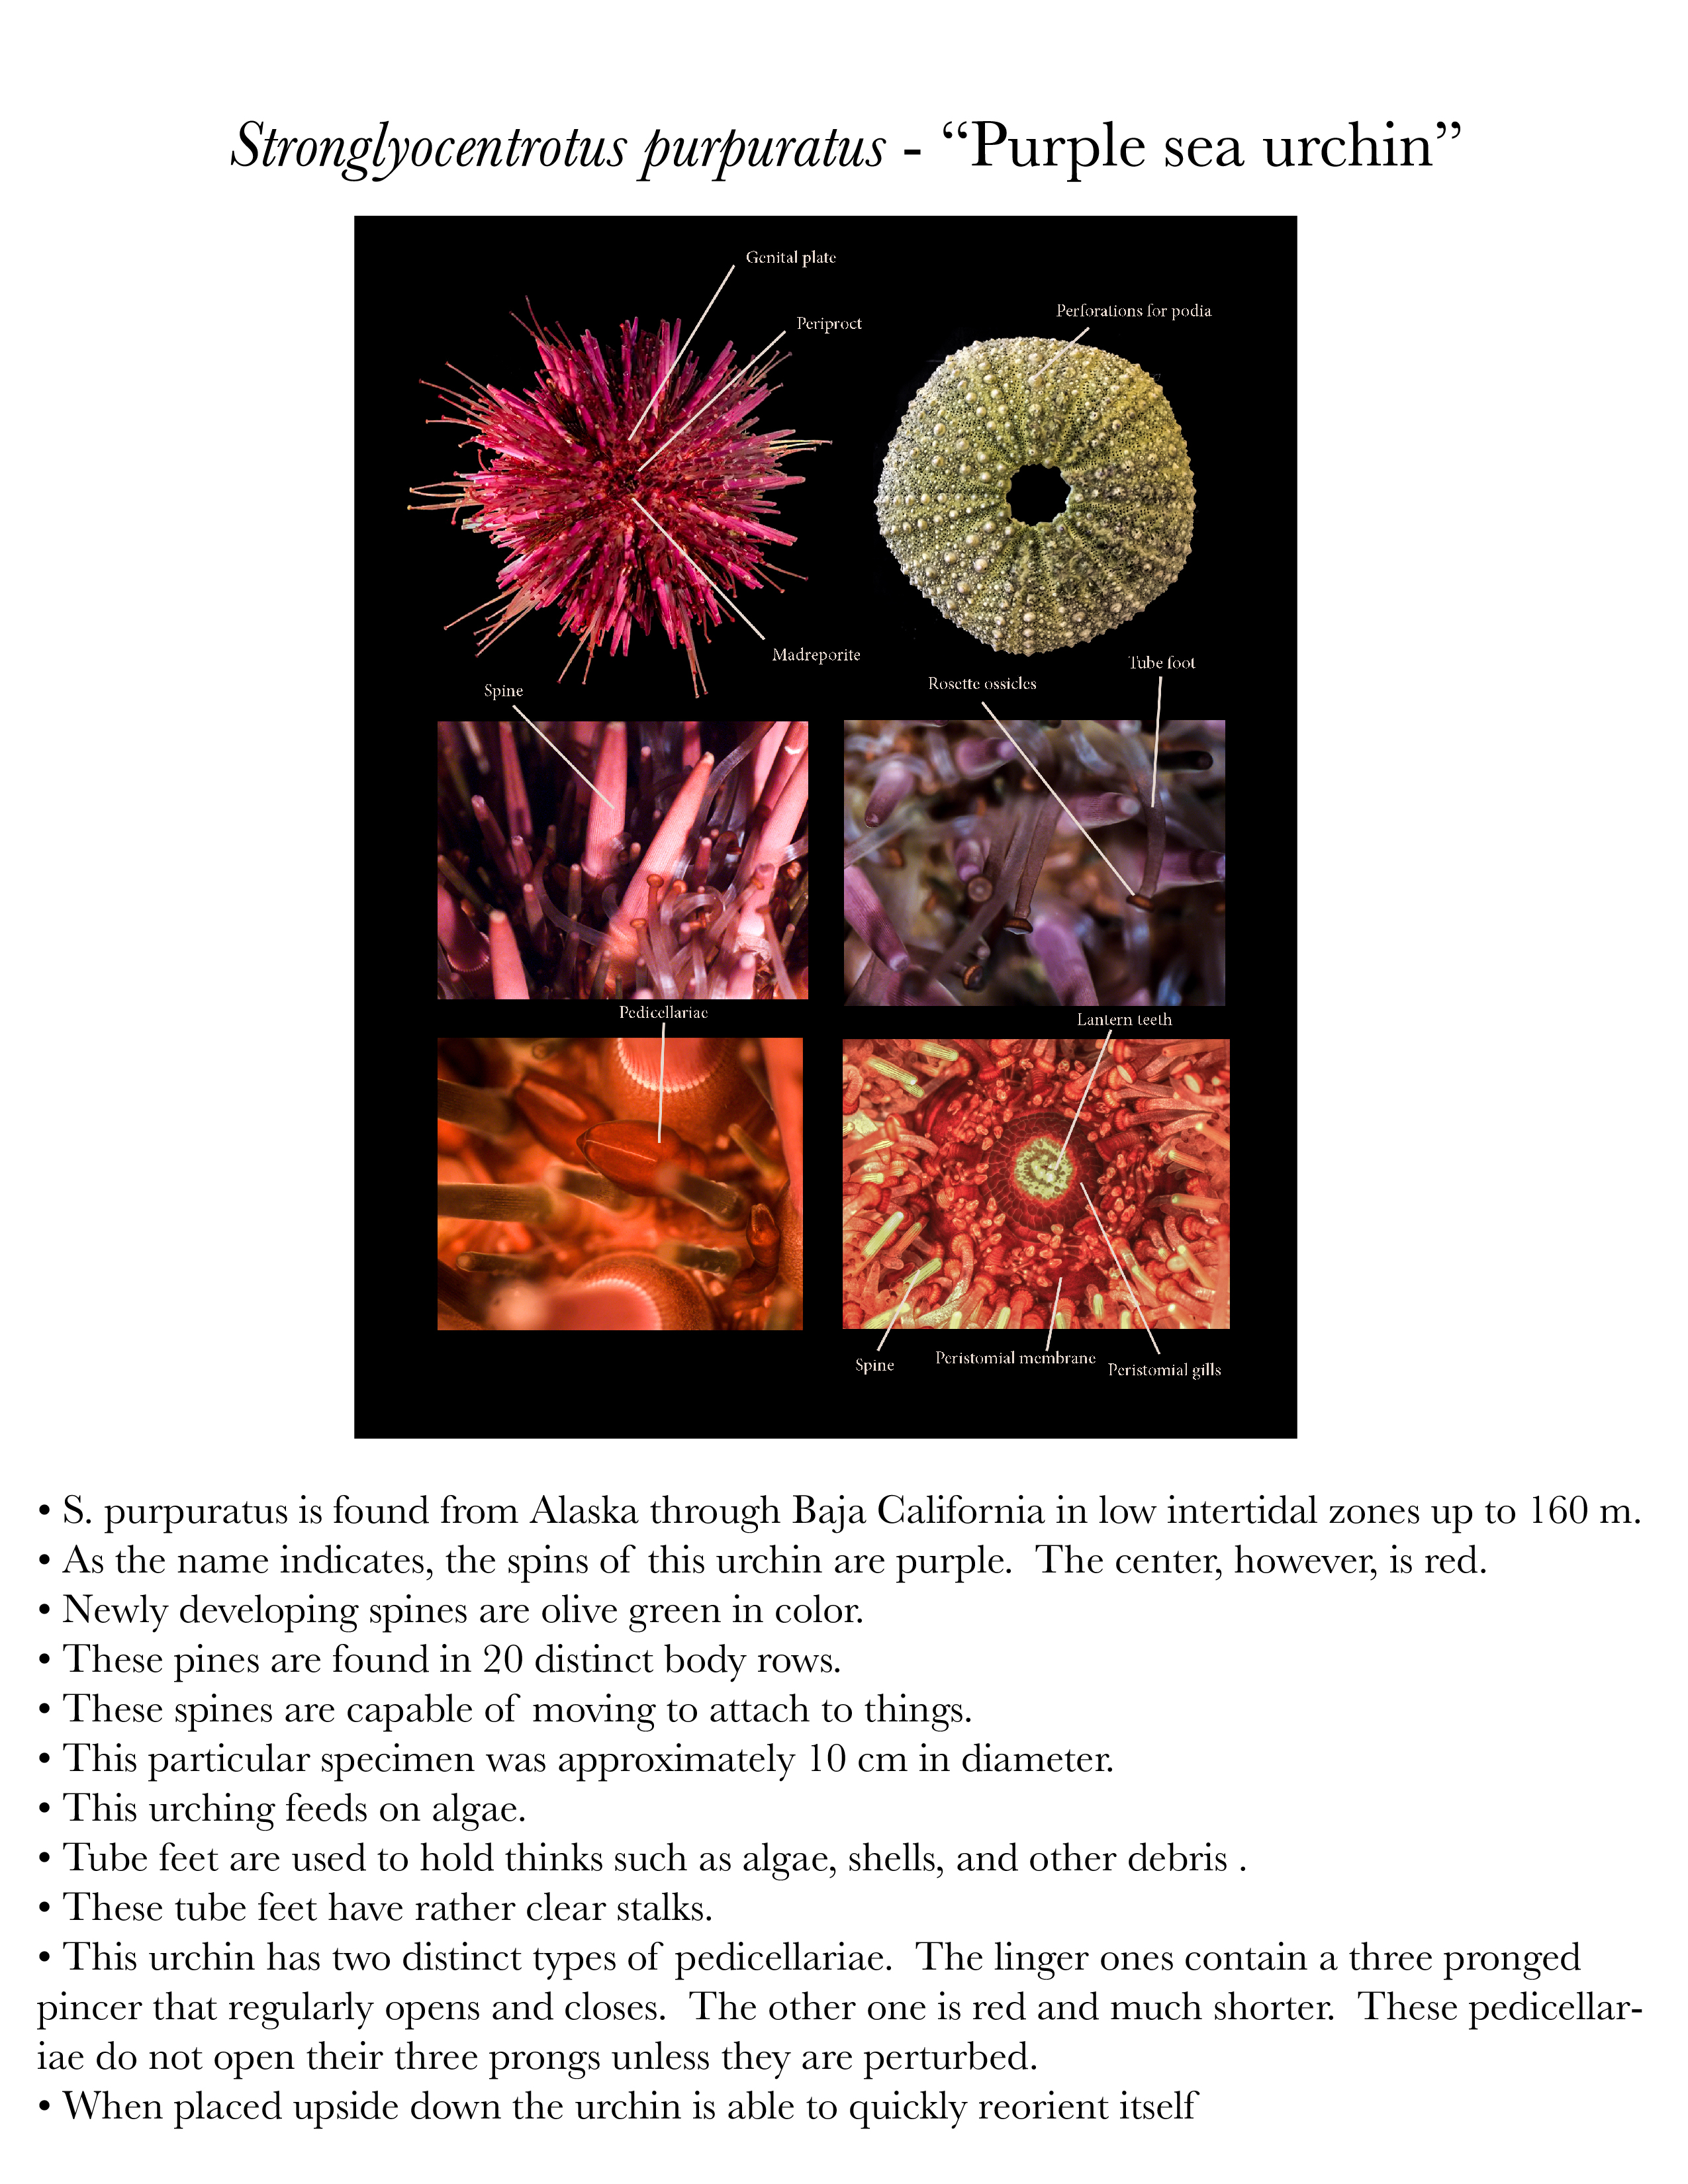 Stronglyocentrotus purpuratus - “Purple sea urchin”
Genital plate
Periproct
Perforations for podia
Madreporite
Tube foot
Rosette ossicles
Spine
Pedicellariae
Lantern teeth
Spine
Peristomial membrane
Peristomial gills
• S. purpuratus is found from Alaska through Baja California in low intertidal zones up to 160 m.
• As the name indicates, the spins of this urchin are purple.  The center, however, is red.
• Newly developing spines are olive green in color.
• These pines are found in 20 distinct body rows.
• These spines are capable of moving to attach to things.
• This particular specimen was approximately 10 cm in diameter.
• This urching feeds on algae.
• Tube feet are used to hold thinks such as algae, shells, and other debris .
• These tube feet have rather clear stalks.
• This urchin has two distinct types of pedicellariae.  The linger ones contain a three pronged
pincer that regularly opens and closes.  The other one is red and much shorter.  These pedicellar-
iae do not open their three prongs unless they are perturbed.
• When placed upside down the urchin is able to quickly reorient itself